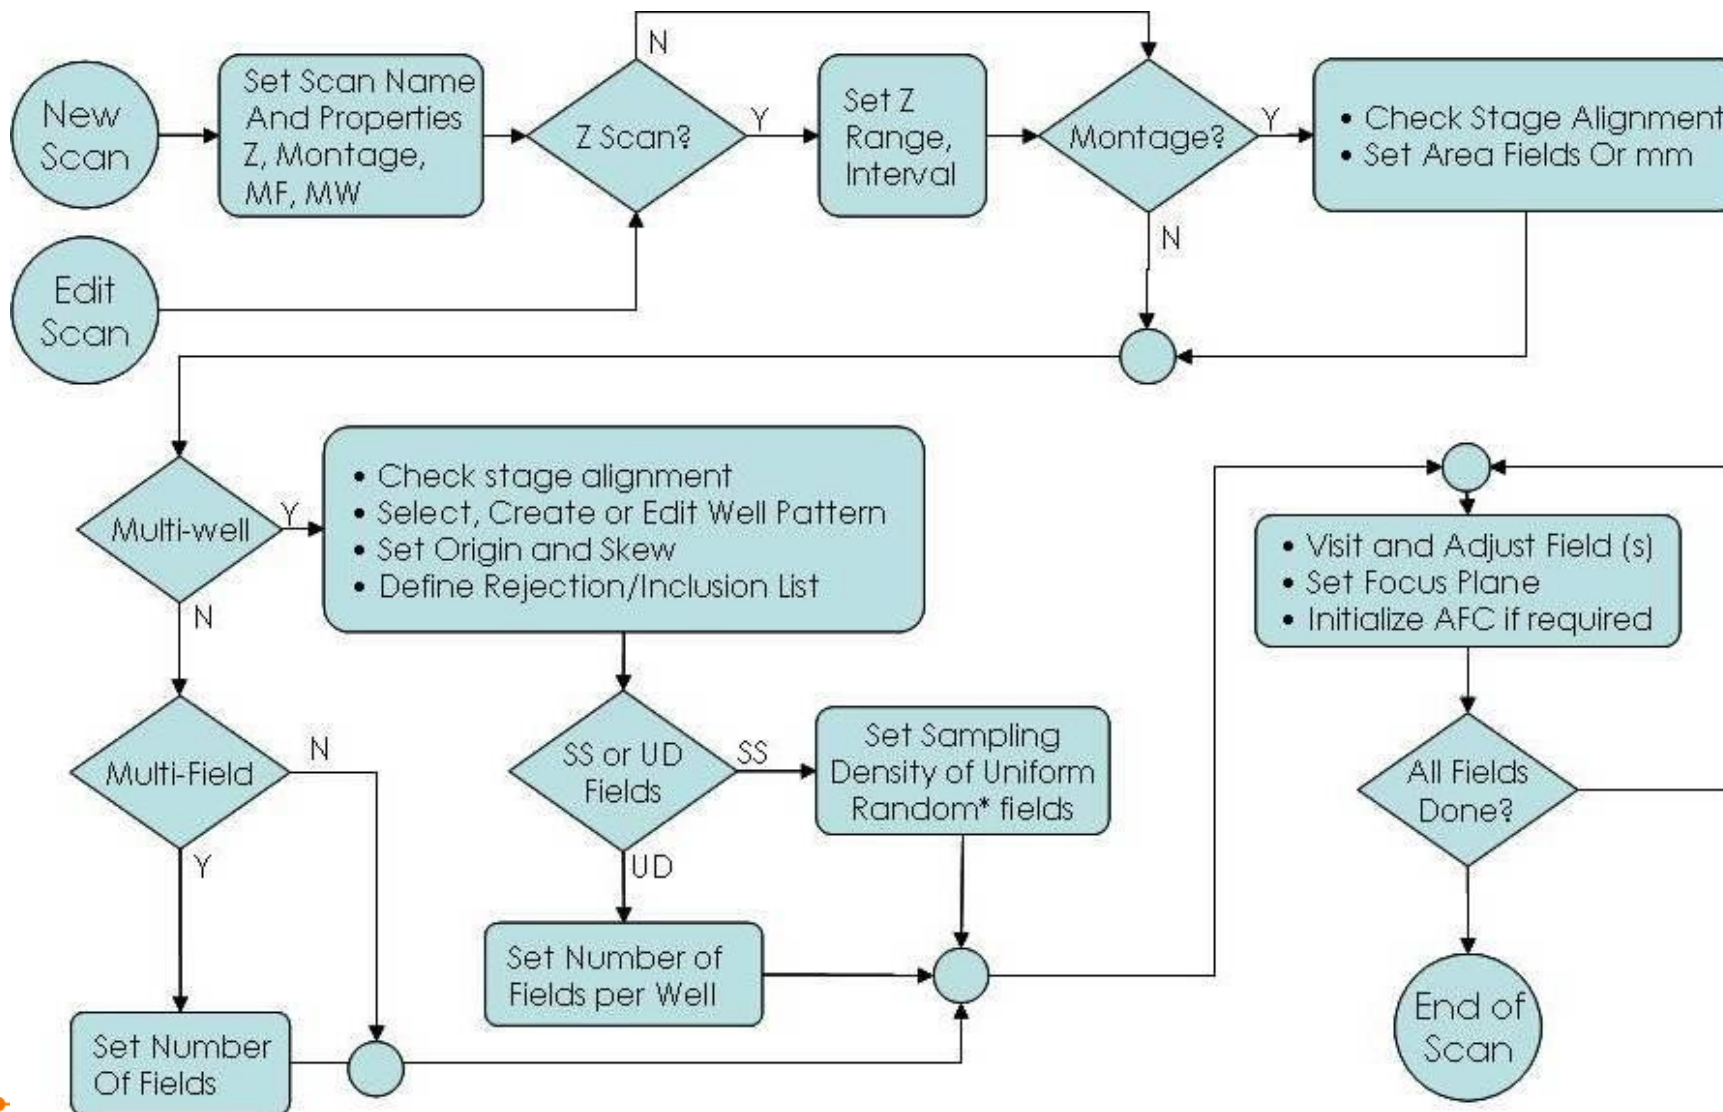 New
Scan
Set Scan Name
And Properties
Z, Montage,
MF, MW
N
Z Scan?
Y
Set Z
Range,
Interval
Montage?
Y
• Check Stage Alignment
• Set Area Fields Or mm
N
Edit
Scan
Multi-well
Y
• Check stage alignment
• Select, Create or Edit Well Pattern
• Set Origin and Skew
• Define Rejection/Inclusion List
N
Multi-Field
N
Y
Set Number
Of Fields
SS or UD
Fields
SS
Set Sampling
Density of Uniform
Random* fields
UD
Set Number of
Fields per Well
• Visit and Adjust Field (s)
• Set Focus Plane
• Initialize AFC if required
All Fields
Done?
End of
Scan